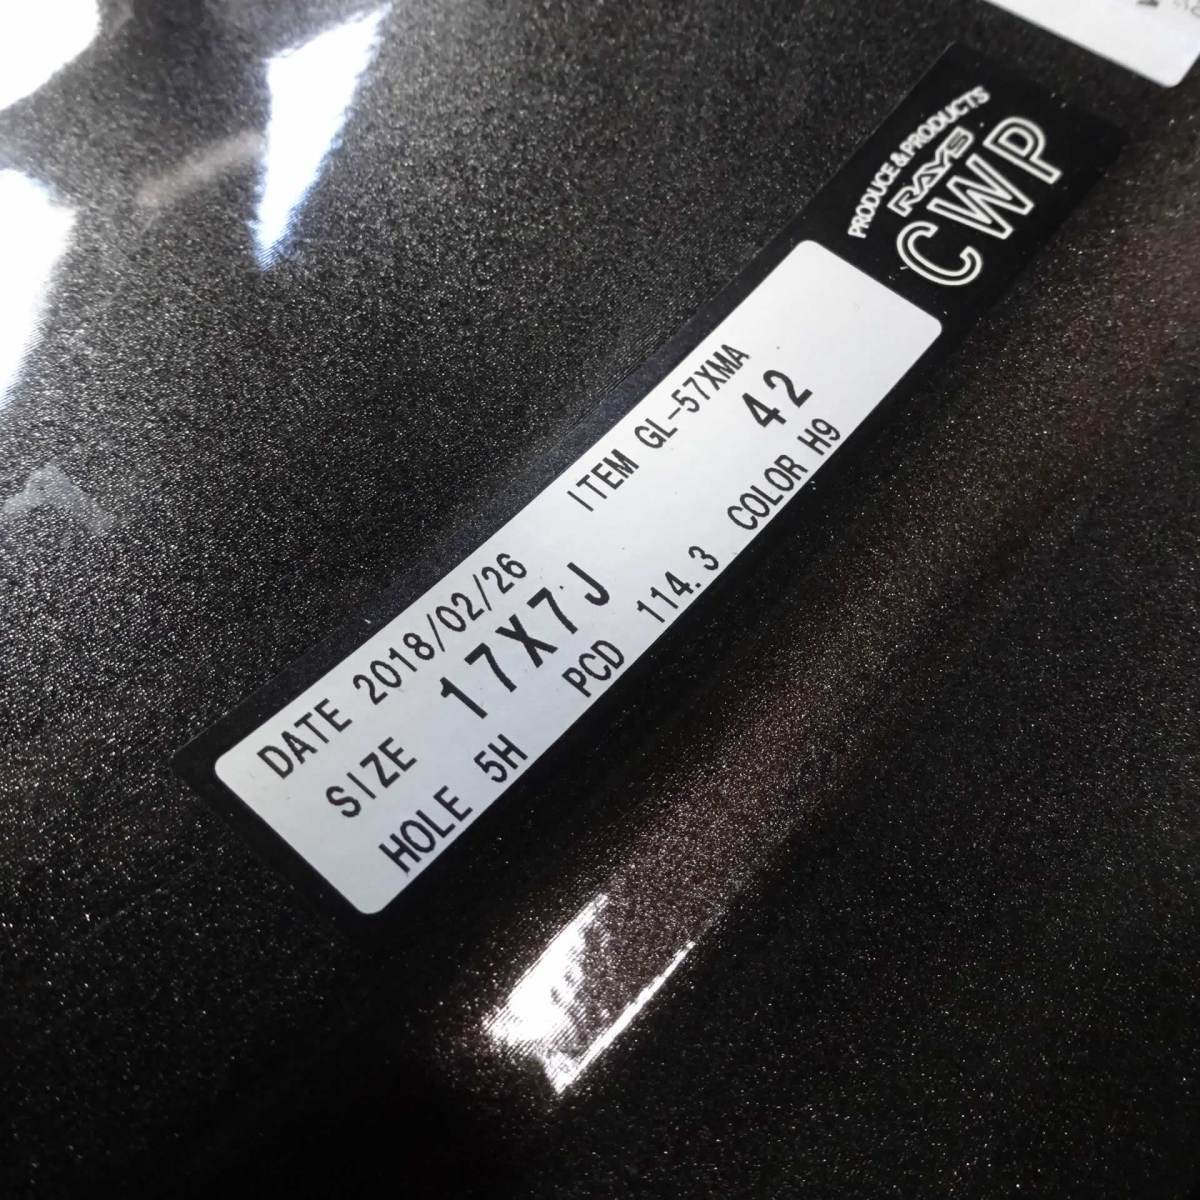 PRODUCE & PRODUCTS
RAYS
CWP
DATE 2018/02/26 ITEM GL-57XMA
SIZE 17X7J 42
HOLE 5H PCD 114.3 COLOR H9